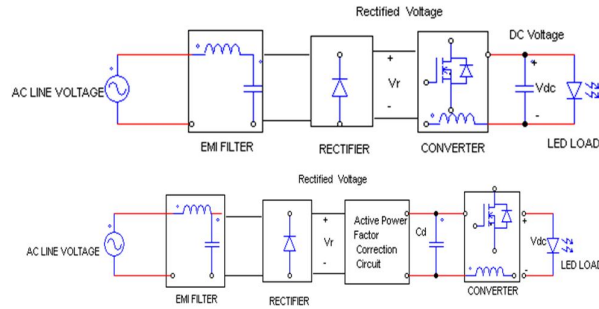 Rectified Voltage
DC Voltage
AC LINE VOLTAGE
+
Vr
-
+
Vdc
-
EMI FILTER
RECTIFIER
CONVERTER
LED LOAD
Rectified Voltage
AC LINE VOLTAGE
+
Vr
-
Active Power
Factor
Correction
Circuit
Cd
+
Vdc
-
LED LOAD
EMI FILTER
RECTIFIER
CONVERTER